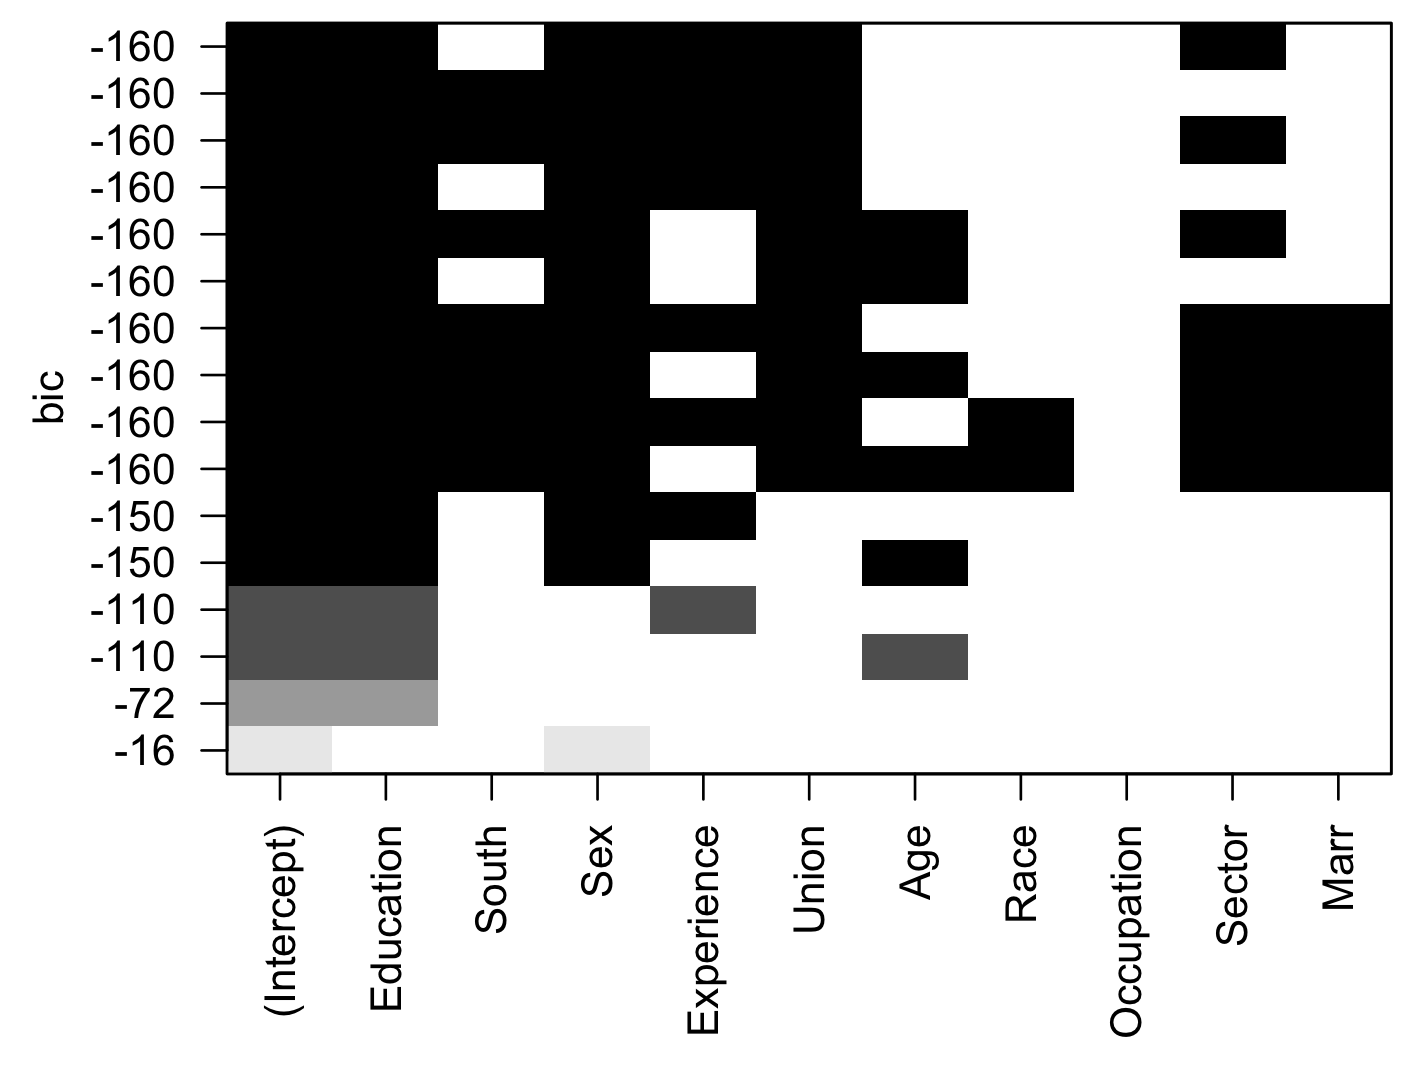 -160
-160
-160
-160
-160
-160
-160
-160
-160
-160
-150
-150
-110
-110
-72
-16
bic
(Intercept)
Education
South
Sex
Experience
Union
Age
Race
Occupation
Sector
Marr